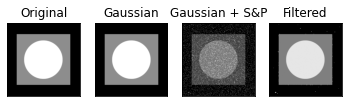 Original
Gaussian
Gaussian + S&P
Filtered